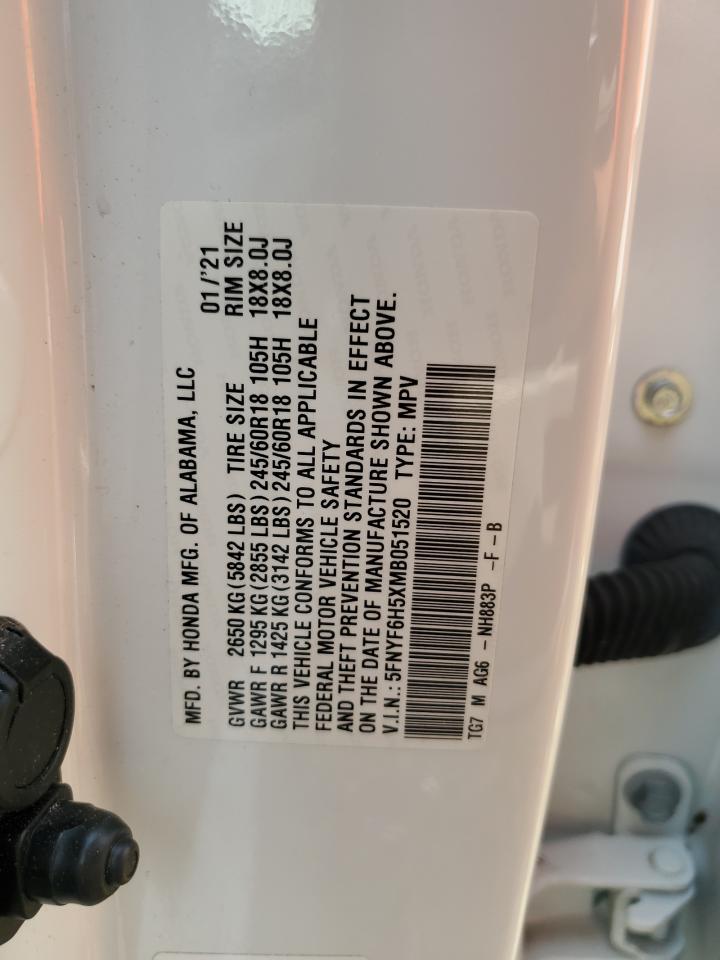 MFD. BY HONDA MFG. OF ALABAMA, LLC 01/'21
GVWR 2650 KG (5842 LBS) TIRE SIZE RIM SIZE
GAWR F 1295 KG (2855 LBS) 245/60R18 105H 18X8.0J
GAWR R 1425 KG (3142 LBS) 245/60R18 105H 18X8.0J
THIS VEHICLE CONFORMS TO ALL APPLICABLE
FEDERAL MOTOR VEHICLE SAFETY
AND THEFT PREVENTION STANDARDS IN EFFECT
ON THE DATE OF MANUFACTURE SHOWN ABOVE.
V.I.N.: 5FNYF6H5XMB051520 TYPE: MPV
TG7 M AG6 - NH883P -F - B